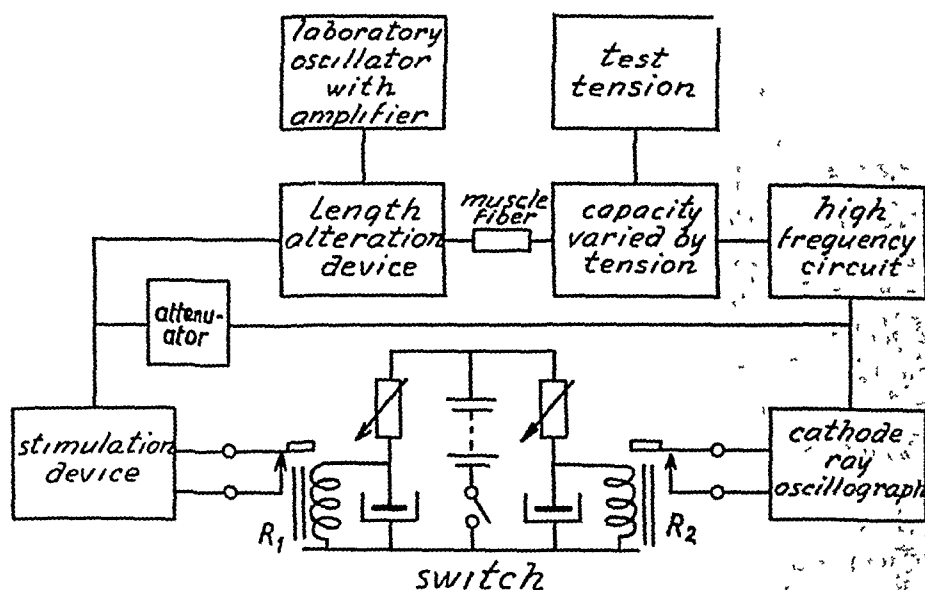 laboratory
oscillator
with
amplifier
test
tension
length
alteration
device
muscle
fiber
capacity
varied by
tension
high
frequency
circuit
attenu-
ator
stimulation
device
cathode
ray
oscillograph
R1
R2
switch